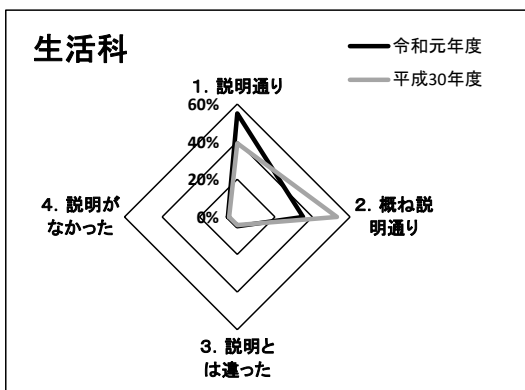 生活科
令和元年度
平成30年度
1．説明通り
60%
40%
20%
0%
4．説明が
なかった
2．概ね説
明通り
3．説明と
は違った